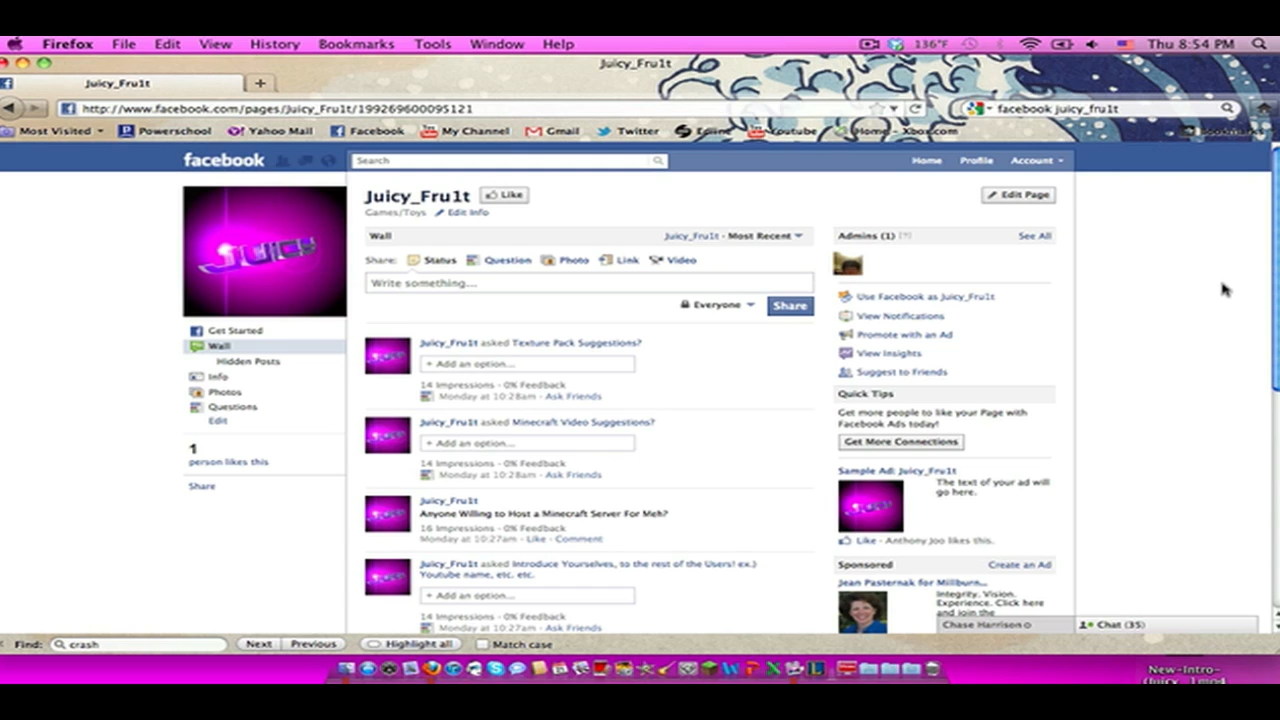 Firefox File Edit View History Bookmarks Tools Window Help 136°F Thu 8:54 PM
Juicy_Fru1t
Juicy_Fru1t
http://www.facebook.com/pages/Juicy_Fru1t/199269600095121 facebook juicy_fru1t
Most Visited Powerschool Yahoo Mail Facebook My Channel Gmail Twitter Youtube Home - Xbox.com Bookmarks
facebook Search Home Profile Account
JUICY
Juicy_Fru1t Like Edit Page
Games/Toys Edit Info
Wall Juicy_Fru1t · Most Recent Admins (1) [?] See All
Share: Status Question Photo Link Video
Write something...
Everyone Share
Use Facebook as Juicy_Fru1t
View Notifications
Promote with an Ad
View Insights
Suggest to Friends
Get Started
Wall
Hidden Posts
Info
Photos
Questions
Edit
1
person likes this
Share
Juicy_Fru1t asked Texture Pack Suggestions?
+ Add an option...
14 Impressions · 0% Feedback
Monday at 10:28am · Ask Friends
Juicy_Fru1t asked Minecraft Video Suggestions?
+ Add an option...
14 Impressions · 0% Feedback
Monday at 10:28am · Ask Friends
Juicy_Fru1t
Anyone Willing to Host a Minecraft Server For Meh?
16 Impressions · 0% Feedback
Monday at 10:27am · Like · Comment
Juicy_Fru1t asked Introduce Yourselves, to the rest of the Users! ex.)
Youtube name, etc. etc.
+ Add an option...
14 Impressions · 0% Feedback
Monday at 10:27am · Ask Friends
Quick Tips
Get more people to like your Page with
Facebook Ads today!
Get More Connections
Sample Ad: Juicy_Fru1t
The text of your ad will
go here.
Like · Anthony Joo likes this.
Sponsored Create an Ad
Jean Pasternak for Millburn...
Integrity. Vision.
Experience. Click here
and join the
Chase Harrison Chat (35)
Find: crash Next Previous Highlight all Match case
New-Intro-